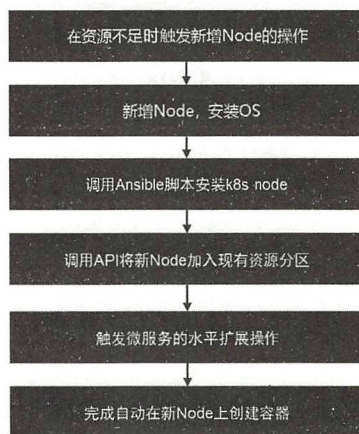 在资源不足时触发新增Node的操作
新增Node，安装OS
调用Ansible脚本安装k8s node
调用API将新Node加入现有资源分区
触发微服务的水平扩展操作
完成自动在新Node上创建容器